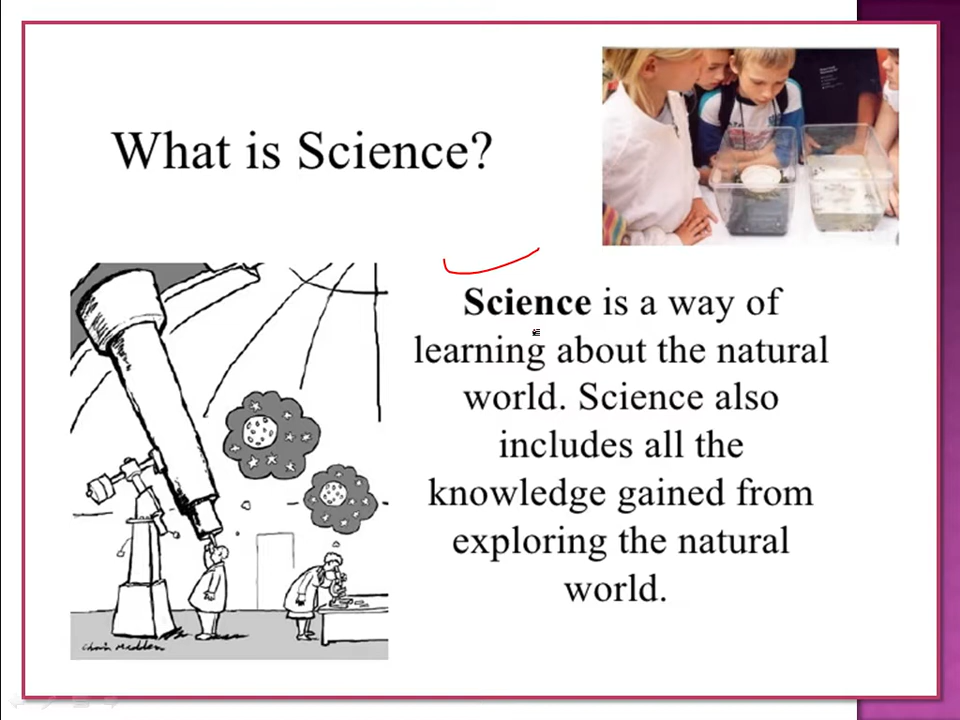 What is Science?
Science is a way of
learning about the natural
world. Science also
includes all the
knowledge gained from
exploring the natural
world.